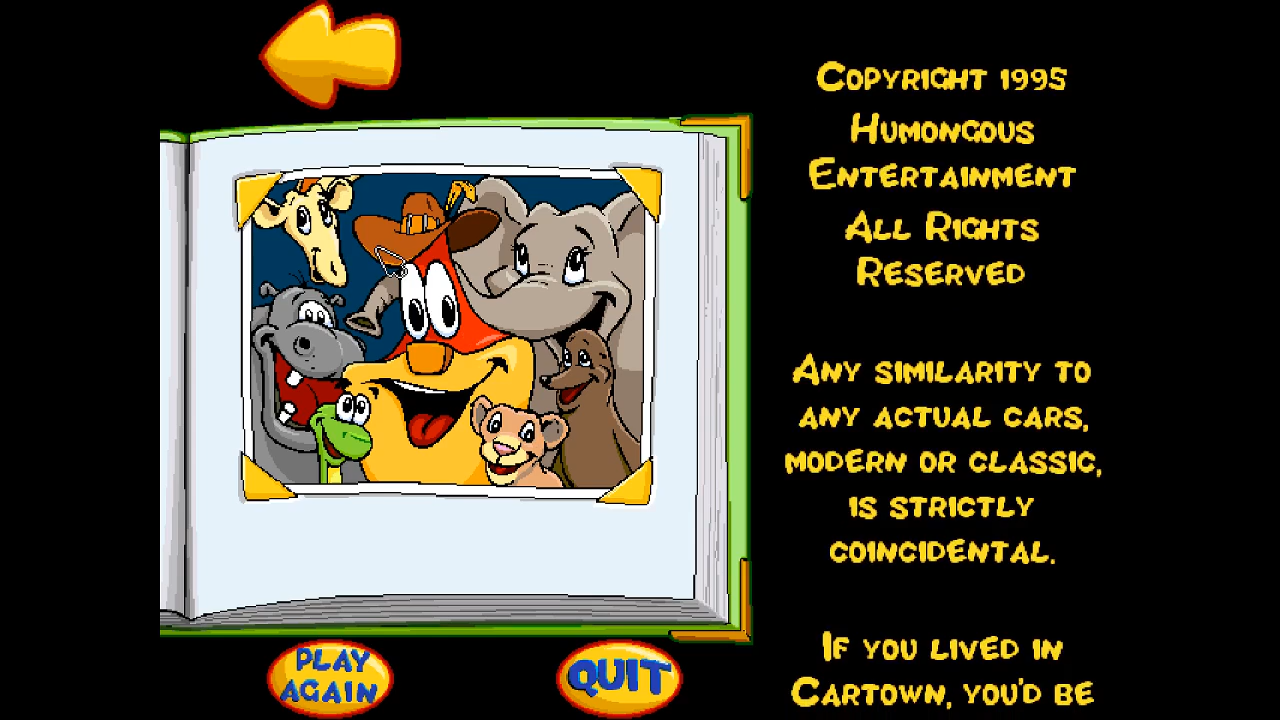 Copyright 1995
Humongous
Entertainment
All Rights
Reserved
Any similarity to
any actual cars,
modern or classic,
is strictly
coincidental.
If you lived in
Cartown, you'd be
PLAY
AGAIN
QUIT